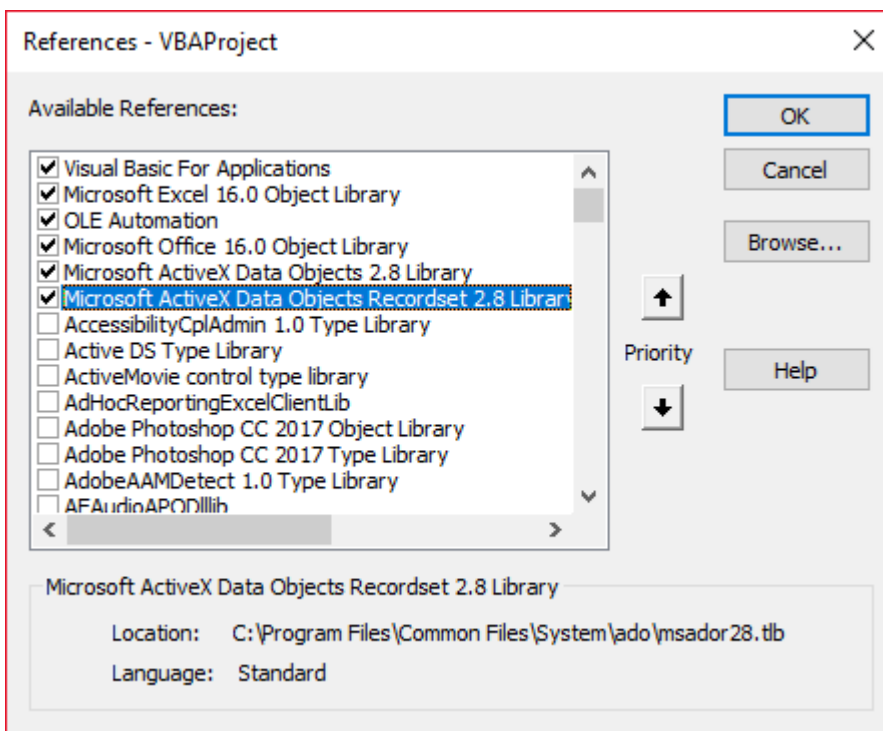 References - VBAProject
Available References:
OK
Cancel
Browse...
Help
Visual Basic For Applications
Microsoft Excel 16.0 Object Library
OLE Automation
Microsoft Office 16.0 Object Library
Microsoft ActiveX Data Objects 2.8 Library
Microsoft ActiveX Data Objects Recordset 2.8 Library
AccessibilityCplAdmin 1.0 Type Library
Active DS Type Library
ActiveMovie control type library
AdHocReportingExcelClientLib
Adobe Photoshop CC 2017 Object Library
Adobe Photoshop CC 2017 Type Library
AdobeAAMDetect 1.0 Type Library
Priority
Microsoft ActiveX Data Objects Recordset 2.8 Library
Location: C:\Program Files\Common Files\System\ado\msador28.tlb
Language: Standard